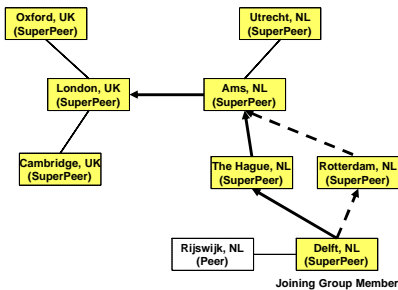 Oxford, UK
(SuperPeer)
Utrecht, NL
(SuperPeer)
London, UK
(SuperPeer)
Ams, NL
(SuperPeer)
Cambridge, UK
(SuperPeer)
The Hague, NL
(SuperPeer)
Rotterdam, NL
(SuperPeer)
Rijswijk, NL
(Peer)
Delft, NL
(SuperPeer)
Joining Group Member